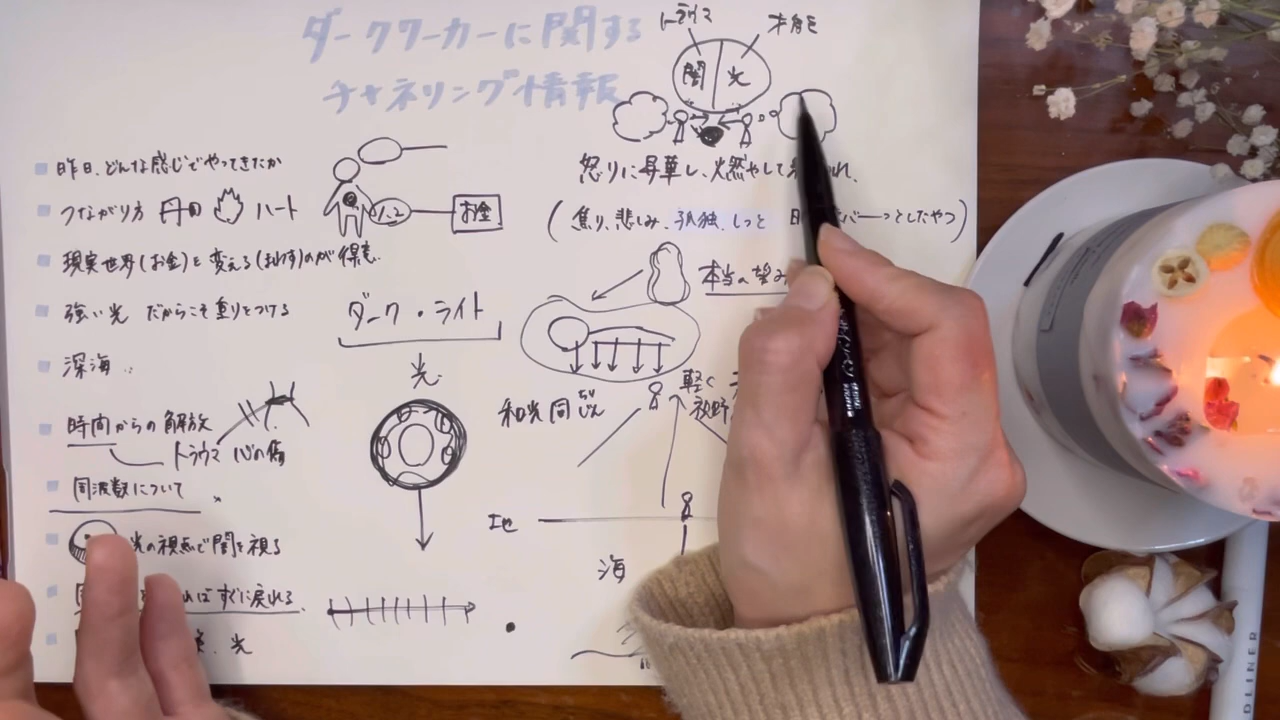 ダークワーカーに関する
チャネリング情報
トラウマ
本能
闇 光
昨日、どんな感じでやってきたか
つながり方 丹田 ハート
お金
現実世界(お金)を変える(おわす)のが得意
強い光 だからこそ重りをつける
深海
時間からの解放
トラウマ 心の傷
周波数について
光の視点で闇を視る
ればすぐに戻れる
光
ダーク・ライト
光
怒りに昇華し、燃やして
(焦り、悲しみ、孤独、しっと
ーっとしたやつ)
本当の望み
和光同じん
軽く
視野
地
海